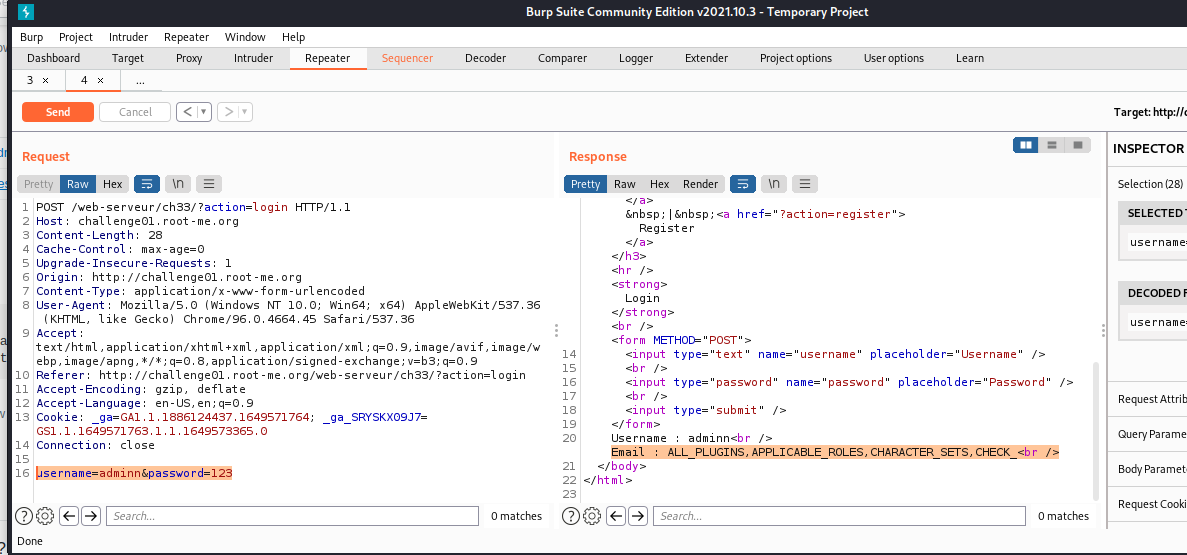 Burp Suite Community Edition v2021.10.3 - Temporary Project
Burp Project Intruder Repeater Window Help
Dashboard Target Proxy Intruder Repeater Sequencer Decoder Comparer Logger Extender Project options User options Learn
3 × 4 × ...
Send Cancel < ▼ > ▼ Target: http://c
Request
Pretty Raw Hex \n
1 POST /web-serveur/ch33/?action=login HTTP/1.1
2 Host: challenge01.root-me.org
3 Content-Length: 28
4 Cache-Control: max-age=0
5 Upgrade-Insecure-Requests: 1
6 Origin: http://challenge01.root-me.org
7 Content-Type: application/x-www-form-urlencoded
8 User-Agent: Mozilla/5.0 (Windows NT 10.0; Win64; x64) AppleWebKit/537.36
(KHTML, like Gecko) Chrome/96.0.4664.45 Safari/537.36
9 Accept:
text/html,application/xhtml+xml,application/xml;q=0.9,image/avif,image/w
ebp,image/apng,*/*;q=0.8,application/signed-exchange;v=b3;q=0.9
10 Referer: http://challenge01.root-me.org/web-serveur/ch33/?action=login
11 Accept-Encoding: gzip, deflate
12 Accept-Language: en-US,en;q=0.9
13 Cookie: _ga=GA1.1.1886124437.1649571764; _ga_SRYSKX09J7=
GS1.1.1649571763.1.1.1649573365.0
14 Connection: close
15
16 username=adminn&password=123
Search... 0 matches
Response
Pretty Raw Hex Render \n
</a>
&nbsp;|&nbsp;<a href="?action=register">
Register
</a>
</h3>
<hr />
<strong>
Login
</strong>
<br />
<form METHOD="POST">
14 <input type="text" name="username" placeholder="Username" />
15 <br />
16 <input type="password" name="password" placeholder="Password" />
17 <br />
18 <input type="submit" />
19 </form>
20 Username : adminn<br />
Email : ALL_PLUGINS,APPLICABLE_ROLES,CHARACTER_SETS,CHECK_<br />
21 </body>
22 </html>
23
Search... 0 matches
INSPECTOR
Selection (28)
SELECTED T
username=
DECODED F
username=
Request Attrib
Query Parame
Body Paramet
Request Cooki
Done